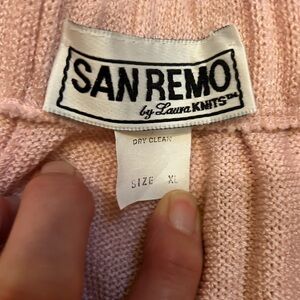 SAN REMO
by Laura KNITS™
DRY CLEAN
SIZE XL